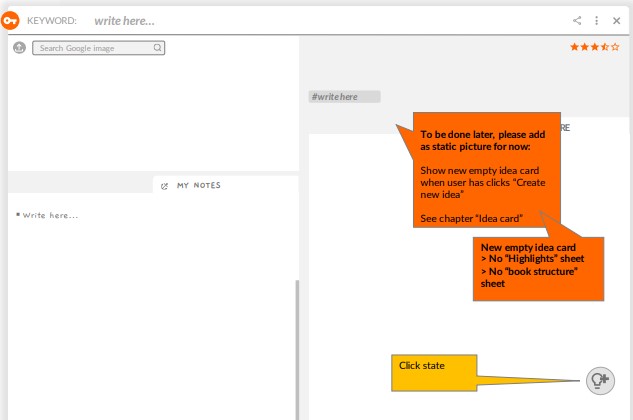 KEYWORD: write here...
Search Google image
#write here
RE
To be done later, please add
as static picture for now:
Show new empty idea card
when user has clicks “Create
new idea”
See chapter “Idea card”
MY NOTES
Write here...
New empty idea card
> No “Highlights” sheet
> No “book structure”
sheet
Click state